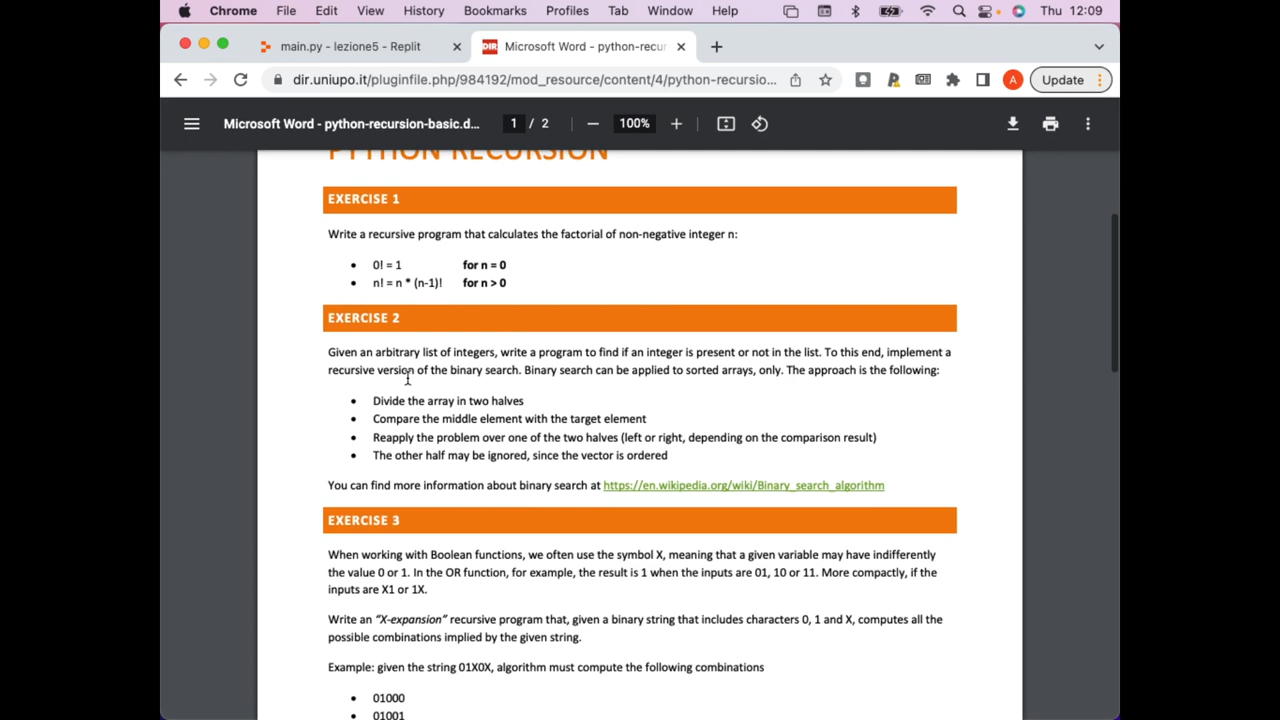 Chrome File Edit View History Bookmarks Profiles Tab Window Help Thu 12:09
main.py - lezione5 - Replit
DIR Microsoft Word - python-recur
dir.uniupo.it/pluginfile.php/984192/mod_resource/content/4/python-recursio... A Update
Microsoft Word - python-recursion-basic.d... 1 / 2 100%
PYTHON RECURSION
EXERCISE 1
Write a recursive program that calculates the factorial of non-negative integer n:
• 0! = 1 for n = 0
• n! = n * (n-1)! for n > 0
EXERCISE 2
Given an arbitrary list of integers, write a program to find if an integer is present or not in the list. To this end, implement a
recursive version of the binary search. Binary search can be applied to sorted arrays, only. The approach is the following:
• Divide the array in two halves
• Compare the middle element with the target element
• Reapply the problem over one of the two halves (left or right, depending on the comparison result)
• The other half may be ignored, since the vector is ordered
You can find more information about binary search at https://en.wikipedia.org/wiki/Binary_search_algorithm
EXERCISE 3
When working with Boolean functions, we often use the symbol X, meaning that a given variable may have indifferently
the value 0 or 1. In the OR function, for example, the result is 1 when the inputs are 01, 10 or 11. More compactly, if the
inputs are X1 or 1X.
Write an “X-expansion” recursive program that, given a binary string that includes characters 0, 1 and X, computes all the
possible combinations implied by the given string.
Example: given the string 01X0X, algorithm must compute the following combinations
• 01000
• 01001